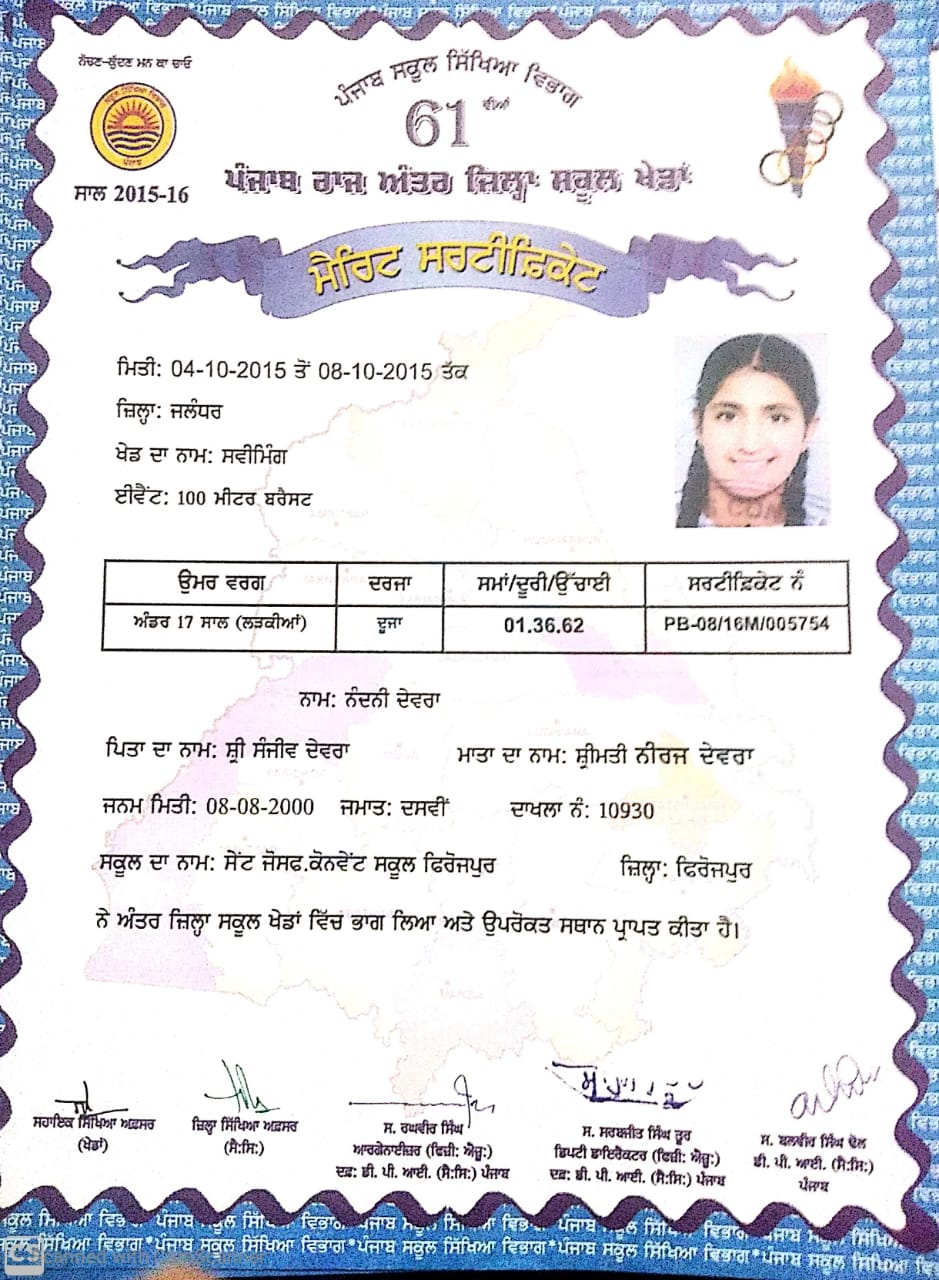 ਨੱਚਣ-ਕੁੱਦਣ ਮਨ ਕਾ ਚਾਓ
ਪੰਜਾਬ ਸਕੂਲ ਸਿੱਖਿਆ ਵਿਭਾਗ
61 ਵੀਆਂ
ਪੰਜਾਬ ਰਾਜ ਅੰਤਰ ਜ਼ਿਲ੍ਹਾ ਸਕੂਲ ਖੇਡਾਂ
ਸਾਲ 2015-16
ਮੈਰਿਟ ਸਰਟੀਫ਼ਿਕੇਟ
ਮਿਤੀ: 04-10-2015 ਤੋਂ 08-10-2015 ਤੱਕ
ਜ਼ਿਲ੍ਹਾ: ਜਲੰਧਰ
ਖੇਡ ਦਾ ਨਾਮ: ਸਵੀਮਿੰਗ
ਈਵੈਂਟ: 100 ਮੀਟਰ ਬਰੈਸਟ
ਉਮਰ ਵਰਗ ਦਰਜਾ ਸਮਾਂ/ਦੂਰੀ/ਉੱਚਾਈ ਸਰਟੀਫ਼ਿਕੇਟ ਨੰ
ਅੰਡਰ 17 ਸਾਲ (ਲੜਕੀਆਂ) ਦੂਜਾ 01.36.62 PB-08/16M/005754
ਨਾਮ: ਨੰਦਨੀ ਦੇਵਰਾ
ਪਿਤਾ ਦਾ ਨਾਮ: ਸ਼੍ਰੀ ਸੰਜੀਵ ਦੇਵਰਾ ਮਾਤਾ ਦਾ ਨਾਮ: ਸ਼੍ਰੀਮਤੀ ਨੀਰਜ ਦੇਵਰਾ
ਜਨਮ ਮਿਤੀ: 08-08-2000 ਜਮਾਤ: ਦਸਵੀਂ ਦਾਖਲਾ ਨੰ: 10930
ਸਕੂਲ ਦਾ ਨਾਮ: ਸੇਂਟ ਜੋਸਫ.ਕੋਨਵੇਂਟ ਸਕੂਲ ਫਿਰੋਜਪੁਰ ਜ਼ਿਲ੍ਹਾ: ਫਿਰੋਜਪੁਰ
ਨੇ ਅੰਤਰ ਜ਼ਿਲ੍ਹਾ ਸਕੂਲ ਖੇਡਾਂ ਵਿੱਚ ਭਾਗ ਲਿਆ ਅਤੇ ਉਪਰੋਕਤ ਸਥਾਨ ਪ੍ਰਾਪਤ ਕੀਤਾ ਹੈ।
ਸਹਾਇਕ ਸਿੱਖਿਆ ਅਫ਼ਸਰ
(ਖੇਡਾਂ)
ਜ਼ਿਲ੍ਹਾ ਸਿੱਖਿਆ ਅਫ਼ਸਰ
(ਸੈ:ਸਿ:)
ਸ. ਰਘਵੀਰ ਸਿੰਘ
ਆਰਗੇਨਾਈਜ਼ਰ (ਫਿਜ਼ੀ: ਐਜੂ:)
ਦਫ਼: ਡੀ. ਪੀ. ਆਈ. (ਸੈ:ਸਿ:) ਪੰਜਾਬ
ਸ. ਸਰਬਜੀਤ ਸਿੰਘ ਤੂਰ
ਡਿਪਟੀ ਡਾਇਰੈਕਟਰ (ਫਿਜ਼ੀ: ਐਜੂ:)
ਦਫ਼: ਡੀ. ਪੀ. ਆਈ. (ਸੈ:ਸਿ:) ਪੰਜਾਬ
ਸ. ਬਲਬੀਰ ਸਿੰਘ ਢੋਲ
ਡੀ. ਪੀ. ਆਈ. (ਸੈ:ਸਿ:)
ਪੰਜਾਬ
ਸਿੱਖਿਆ ਵਿਭਾਗ*ਪੰਜਾਬ ਸਕੂਲ ਸਿੱਖਿਆ ਵਿਭਾਗ*ਪੰਜਾਬ ਸਕੂਲ ਸਿੱਖਿਆ ਵਿਭਾਗ*ਪੰਜਾਬ ਸਕੂਲ ਸਿੱਖਿਆ ਵਿਭਾਗ
CS